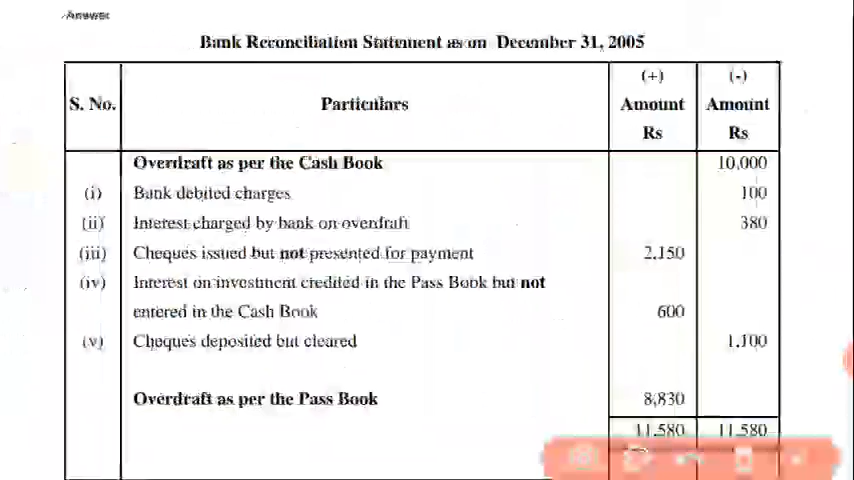 Answer
Bank Reconciliation Statement as on December 31, 2005
S. No. Particulars (+) Amount Rs (-) Amount Rs
Overdraft as per the Cash Book 10,000
(i) Bank debited charges 100
(ii) Interest charged by bank on overdraft 380
(iii) Cheques issued but not presented for payment 2,150
(iv) Interest on investment credited in the Pass Book but not
entered in the Cash Book 600
(v) Cheques deposited but cleared 1,100
Overdraft as per the Pass Book 8,830
11,580 11,580